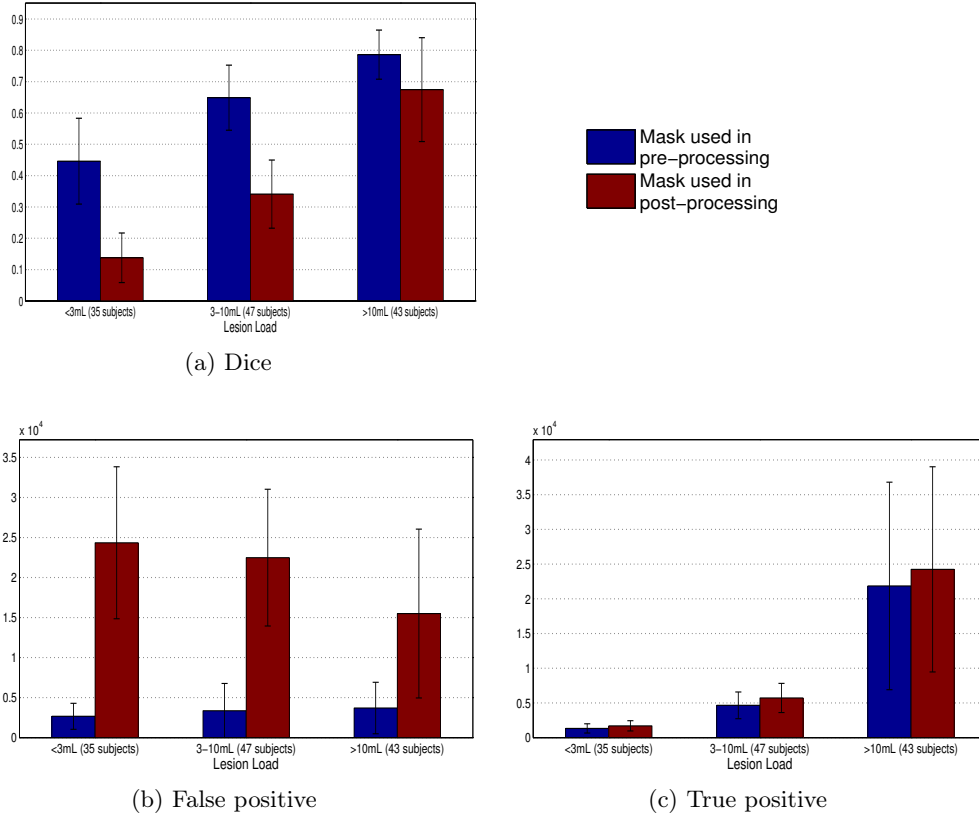 0.9
0.8
0.7
0.6
0.5
0.4
0.3
0.2
0.1
0
<3mL (35 subjects) 3−10mL (47 subjects) >10mL (43 subjects)
Lesion Load
(a) Dice
Mask used in
pre−processing
Mask used in
post−processing
x 10^4
3.5
3
2.5
2
1.5
1
0.5
0
<3mL (35 subjects) 3−10mL (47 subjects) >10mL (43 subjects)
Lesion Load
(b) False positive
x 10^4
4
3.5
3
2.5
2
1.5
1
0.5
0
<3mL (35 subjects) 3−10mL (47 subjects) >10mL (43 subjects)
Lesion Load
(c) True positive